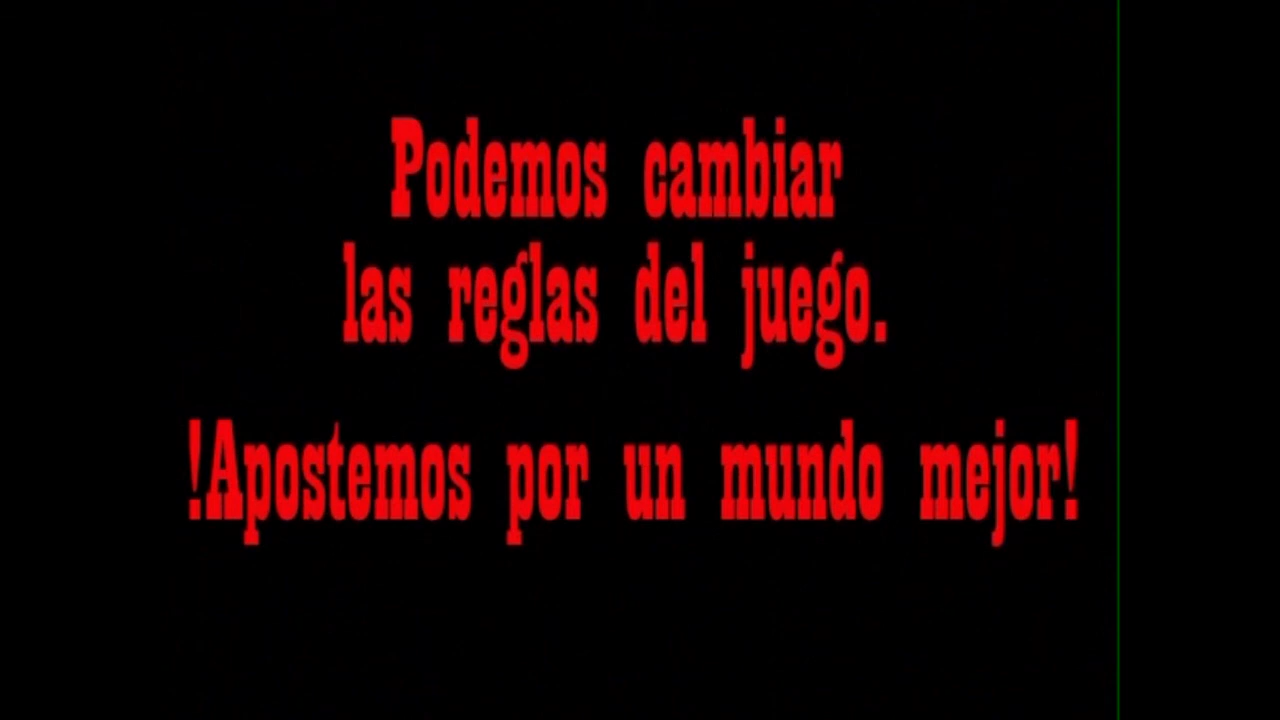 Podemos cambiar
las reglas del juego.
!Apostemos por un mundo mejor!